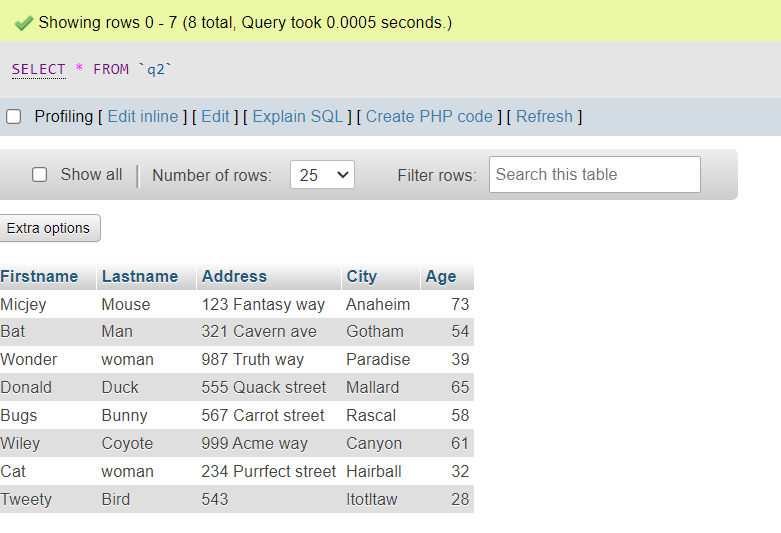 Showing rows 0 - 7 (8 total, Query took 0.0005 seconds.)
SELECT * FROM `q2`
Profiling [ Edit inline ] [ Edit ] [ Explain SQL ] [ Create PHP code ] [ Refresh ]
Show all Number of rows: 25 Filter rows: Search this table
Extra options
Firstname Lastname Address City Age
Micjey Mouse 123 Fantasy way Anaheim 73
Bat Man 321 Cavern ave Gotham 54
Wonder woman 987 Truth way Paradise 39
Donald Duck 555 Quack street Mallard 65
Bugs Bunny 567 Carrot street Rascal 58
Wiley Coyote 999 Acme way Canyon 61
Cat woman 234 Purrfect street Hairball 32
Tweety Bird 543 Itotltaw 28